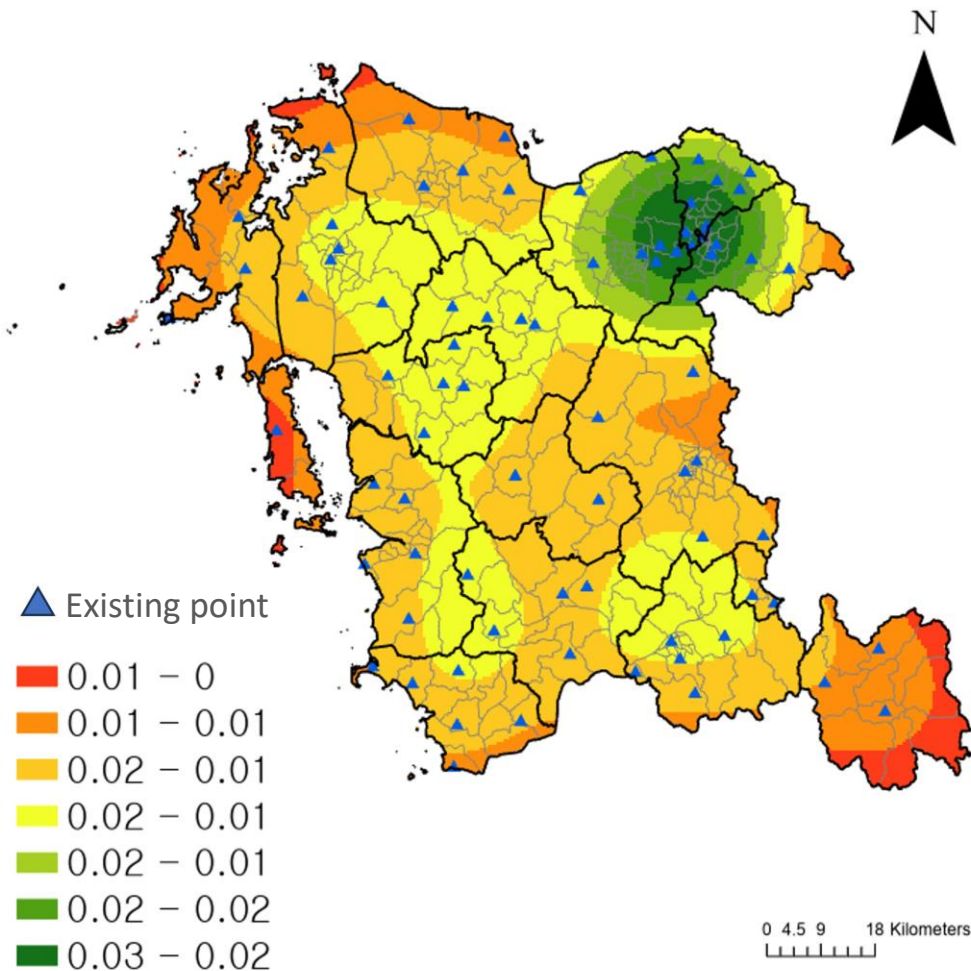 N
Existing point
0.01 – 0
0.01 – 0.01
0.02 – 0.01
0.02 – 0.01
0.02 – 0.01
0.02 – 0.02
0.03 – 0.02
0 4.5 9 18 Kilometers